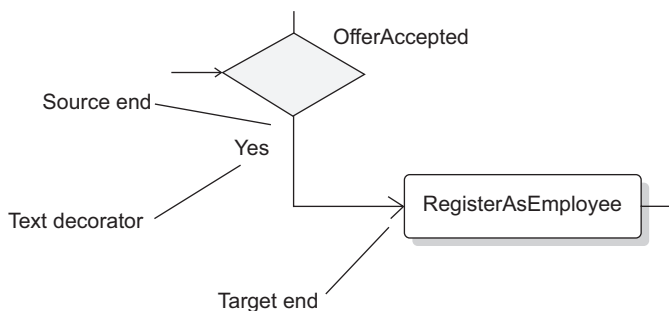 OfferAccepted
Source end
Yes
RegisterAsEmployee
Text decorator
Target end